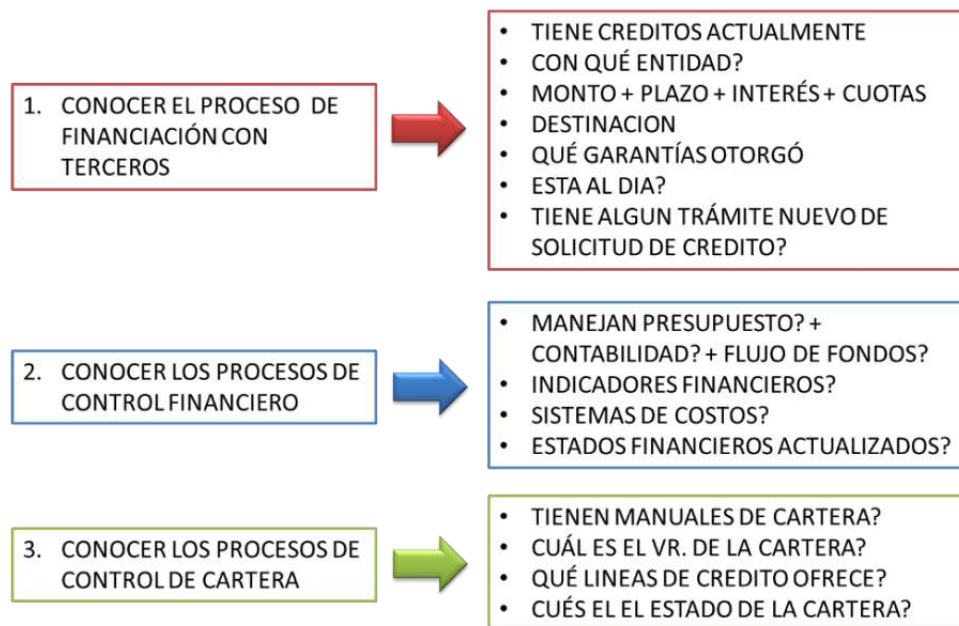 1. CONOCER EL PROCESO DE
FINANCIACIÓN CON
TERCEROS
• TIENE CREDITOS ACTUALMENTE
• CON QUÉ ENTIDAD?
• MONTO + PLAZO + INTERÉS + CUOTAS
• DESTINACION
• QUÉ GARANTÍAS OTORGÓ
• ESTA AL DIA?
• TIENE ALGUN TRÁMITE NUEVO DE
SOLICITUD DE CREDITO?
2. CONOCER LOS PROCESOS DE
CONTROL FINANCIERO
• MANEJAN PRESUPUESTO? +
CONTABILIDAD? + FLUJO DE FONDOS?
• INDICADORES FINANCIEROS?
• SISTEMAS DE COSTOS?
• ESTADOS FINANCIEROS ACTUALIZADOS?
3. CONOCER LOS PROCESOS DE
CONTROL DE CARTERA
• TIENEN MANUALES DE CARTERA?
• CUÁL ES EL VR. DE LA CARTERA?
• QUÉ LINEAS DE CREDITO OFRECE?
• CUÉS EL EL ESTADO DE LA CARTERA?